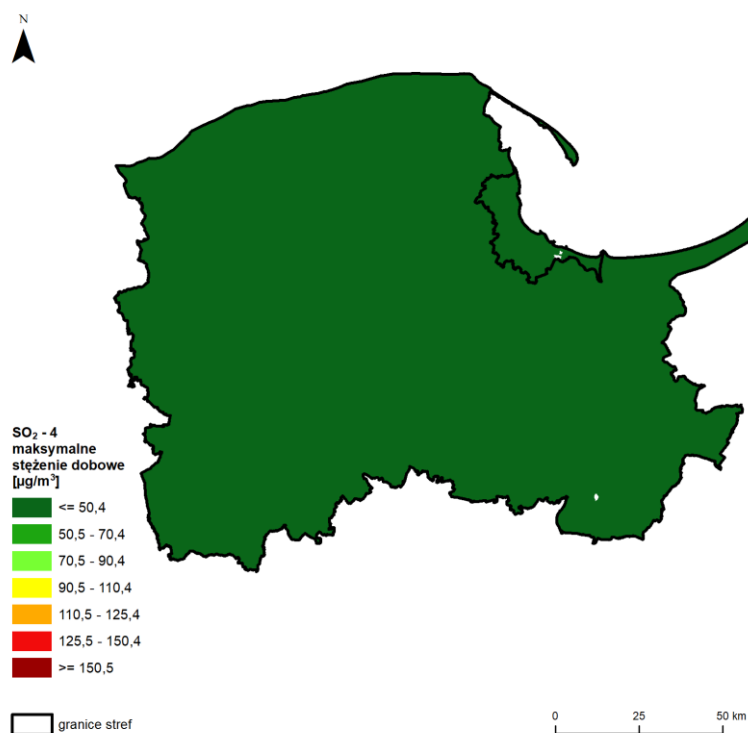 N
SO₂ - 4
maksymalne
stężenie dobowe
[µg/m³]
<= 50,4
50,5 - 70,4
70,5 - 90,4
90,5 - 110,4
110,5 - 125,4
125,5 - 150,4
>= 150,5
granice stref
0 25 50 km